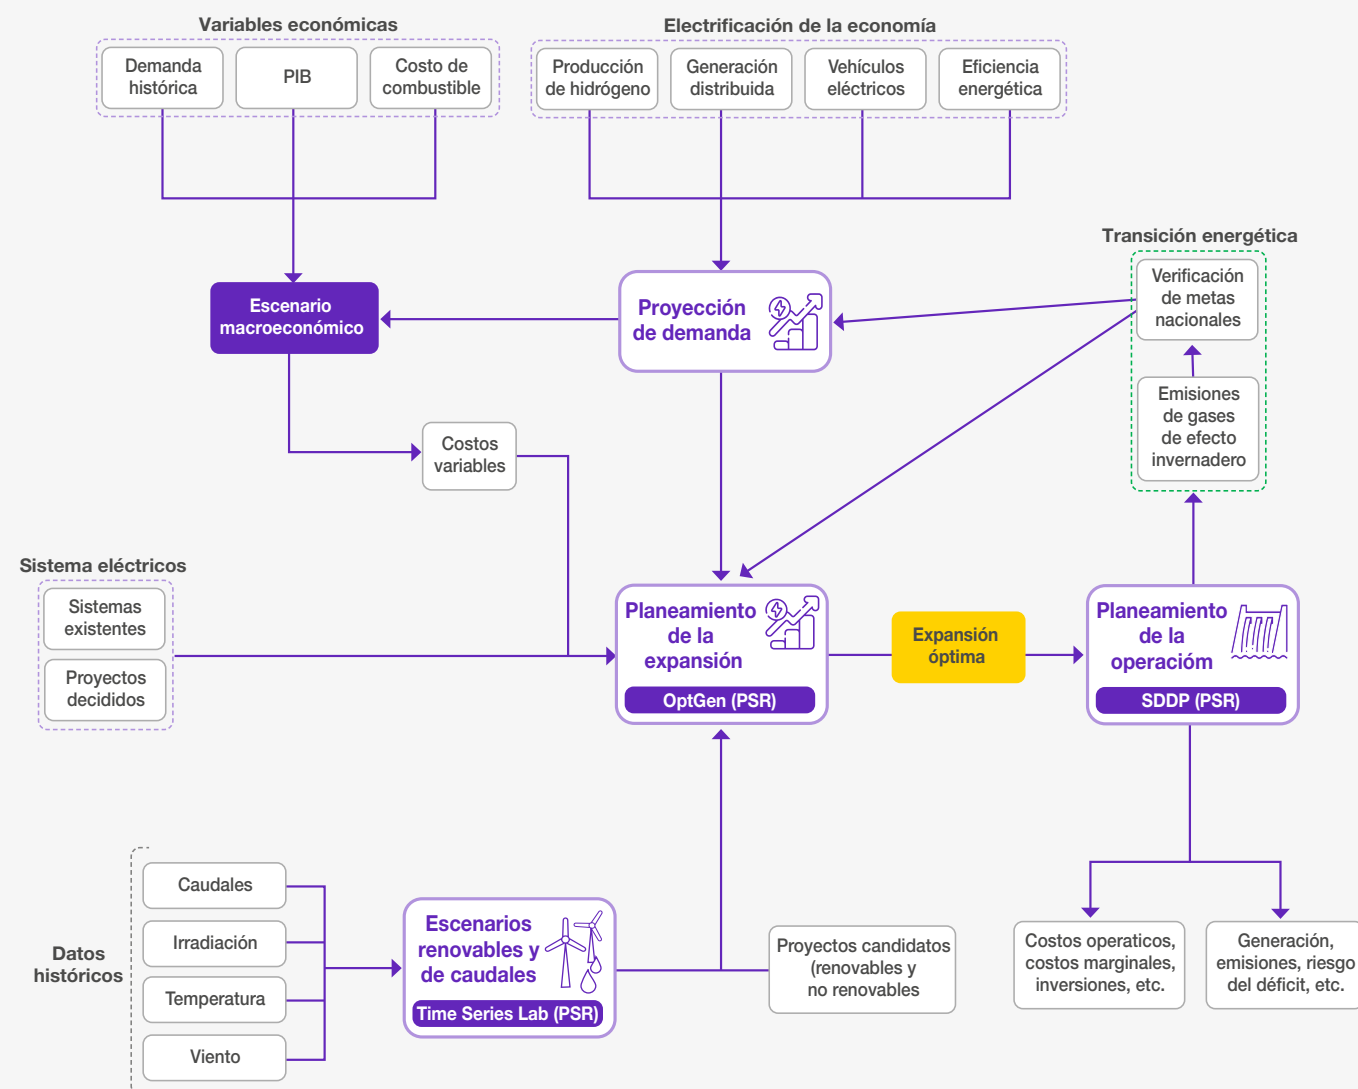 Variables económicas
Electrificación de la economía
Demanda
histórica
PIB
Costo de
combustible
Producción
de hidrógeno
Generación
distribuida
Vehículos
eléctricos
Eficiencia
energética
Transición energética
Verificación
de metas
nacionales
Escenario
macroeconómico
Proyección
de demanda
Emisiones
de gases
de efecto
invernadero
Costos
variables
Sistema eléctricos
Sistemas
existentes
Proyectos
decididos
Planeamiento
de la
expansión
OptGen (PSR)
Expansión
óptima
Planeamiento
de la
operacióm
SDDP (PSR)
Datos
históricos
Caudales
Irradiación
Temperatura
Viento
Escenarios
renovables y
de caudales
Time Series Lab (PSR)
Proyectos candidatos
(renovables y
no renovables
Costos operaticos,
costos marginales,
inversiones, etc.
Generación,
emisiones, riesgo
del déficit, etc.